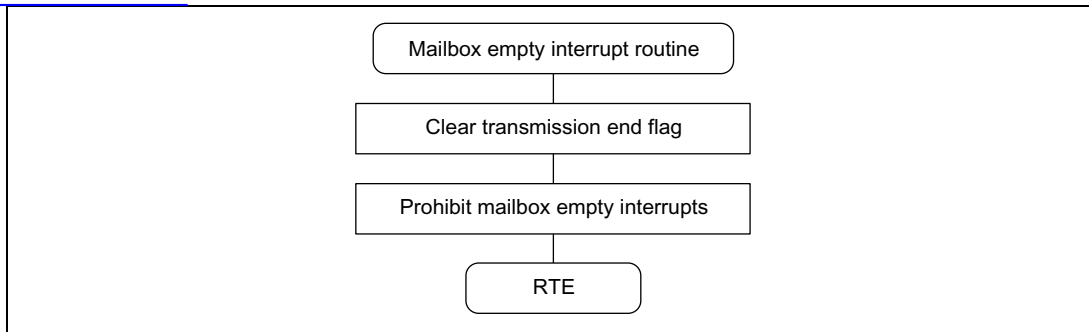 Mailbox empty interrupt routine
Clear transmission end flag
Prohibit mailbox empty interrupts
RTE